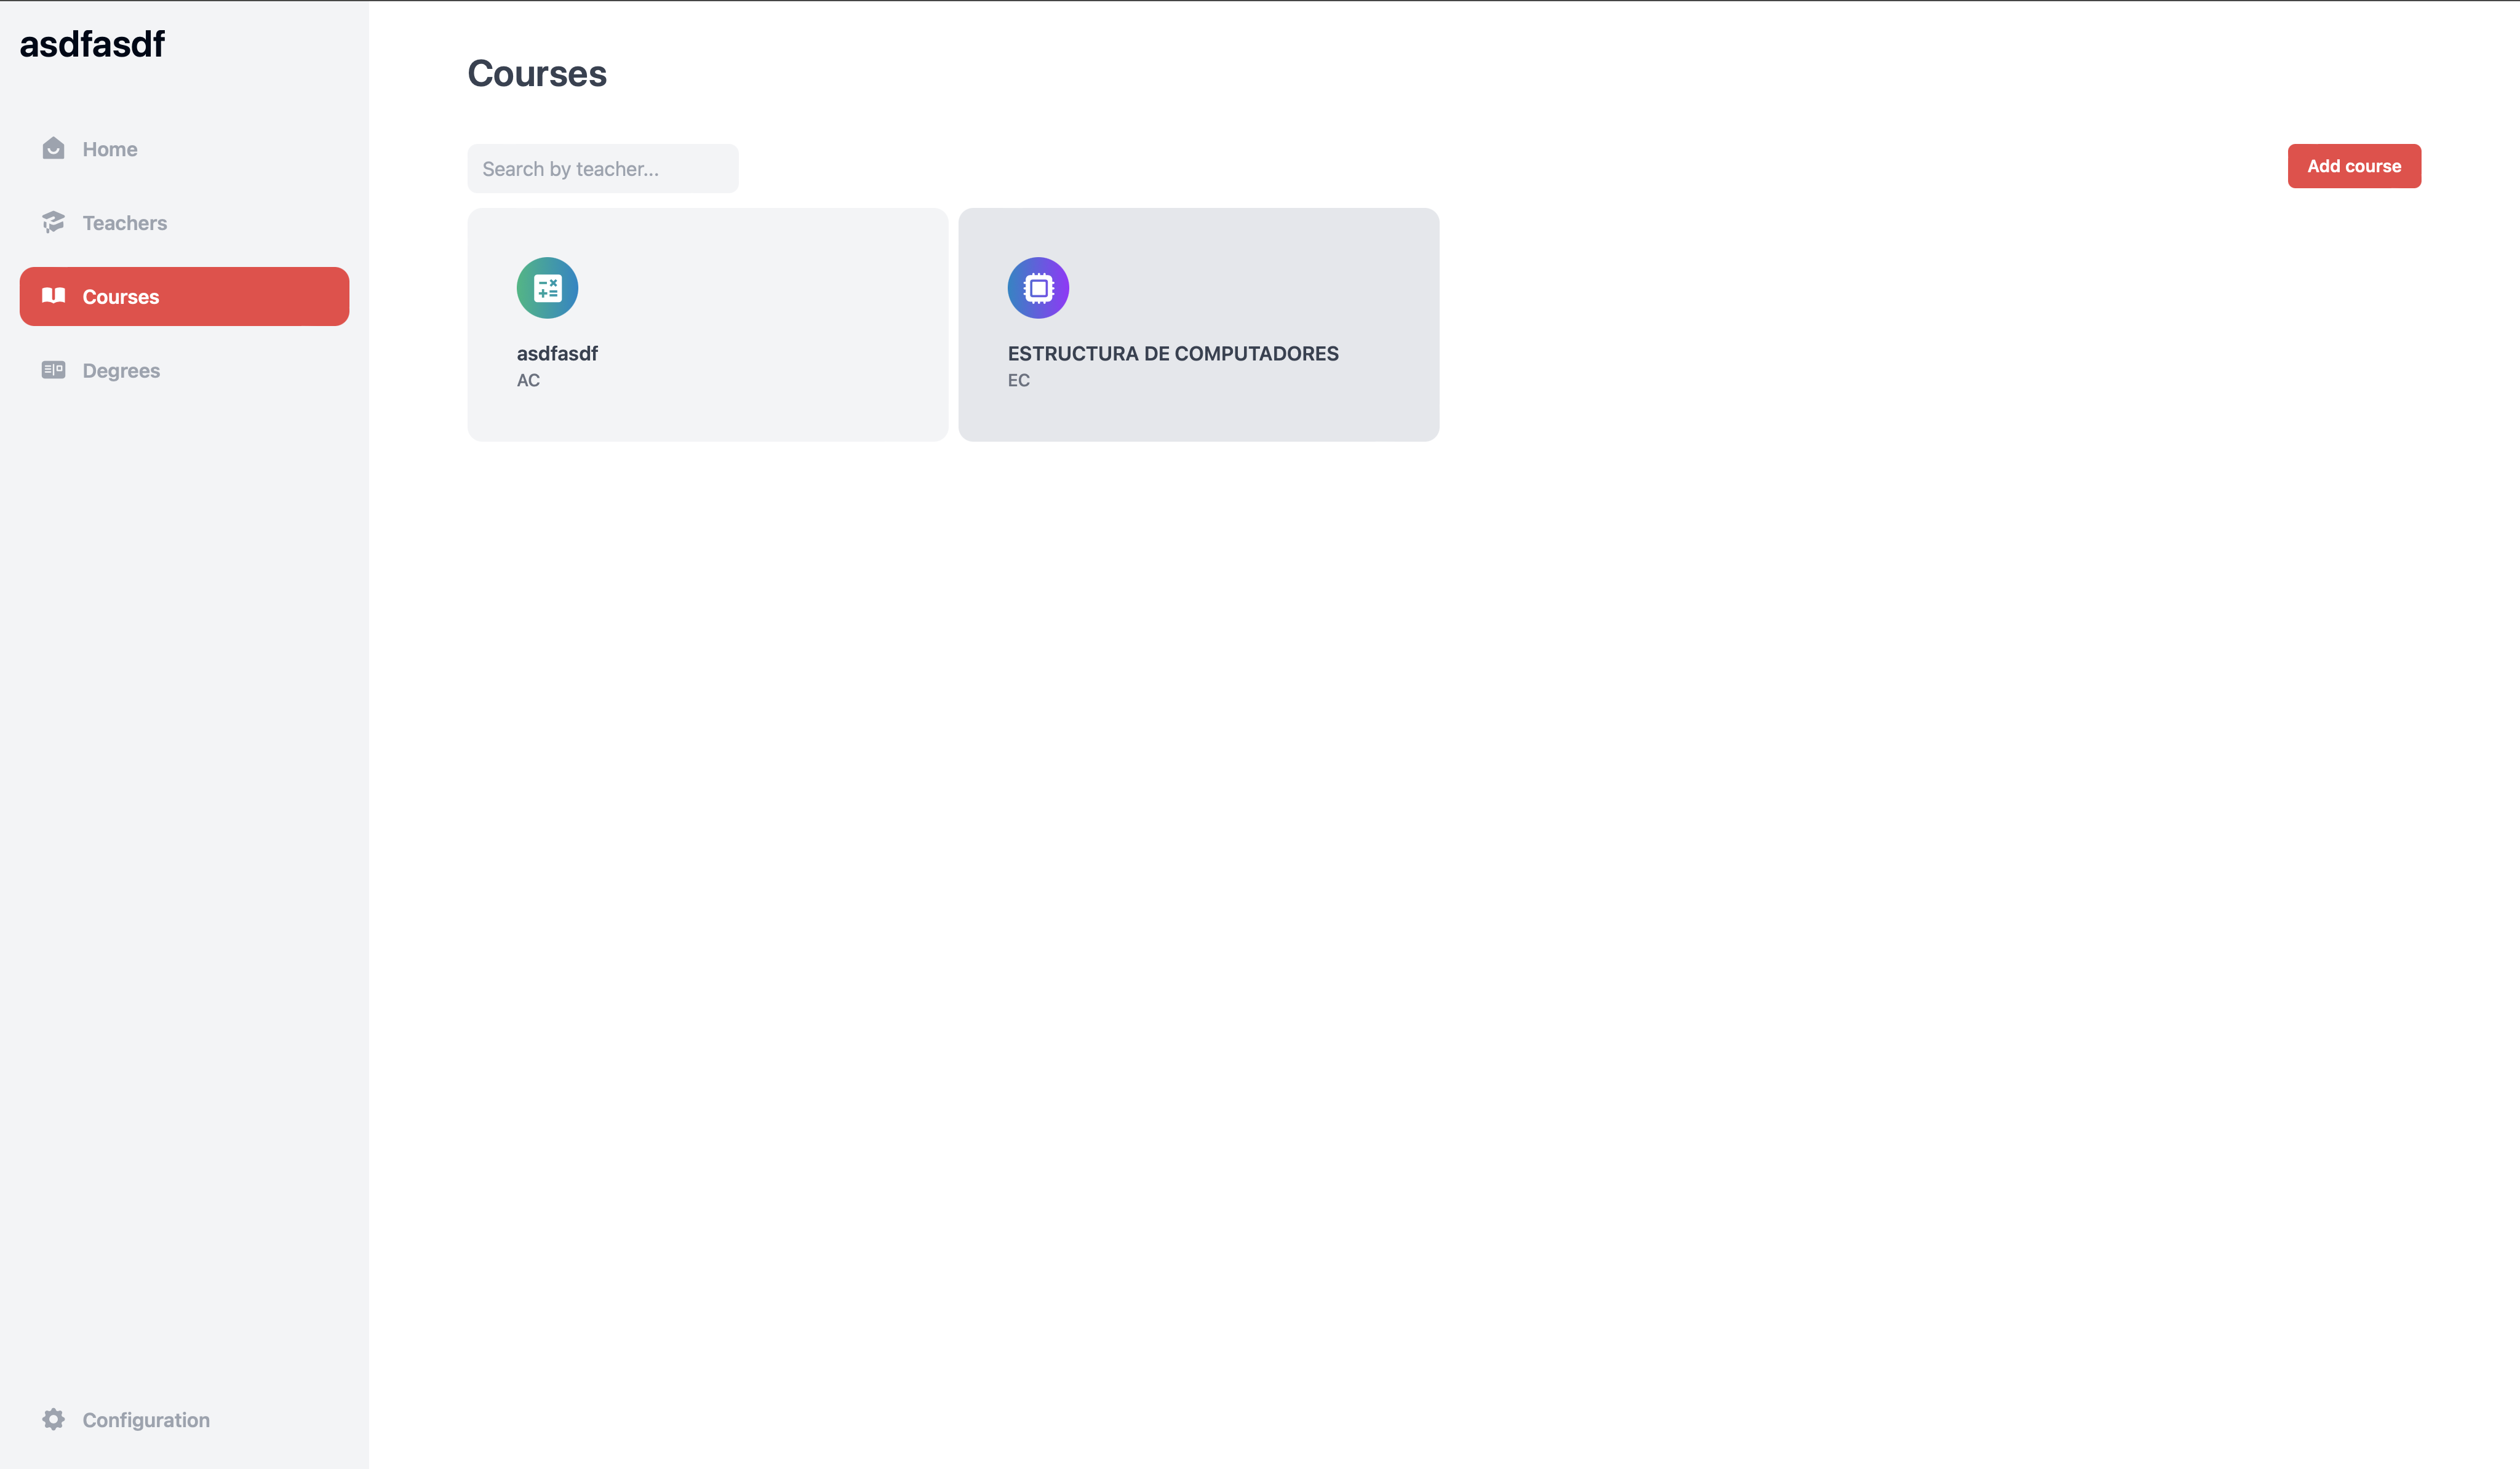 asdfasdf
Home
Teachers
Courses
Degrees
Configuration
Courses
Search by teacher...
Add course
asdfasdf
AC
ESTRUCTURA DE COMPUTADORES
EC